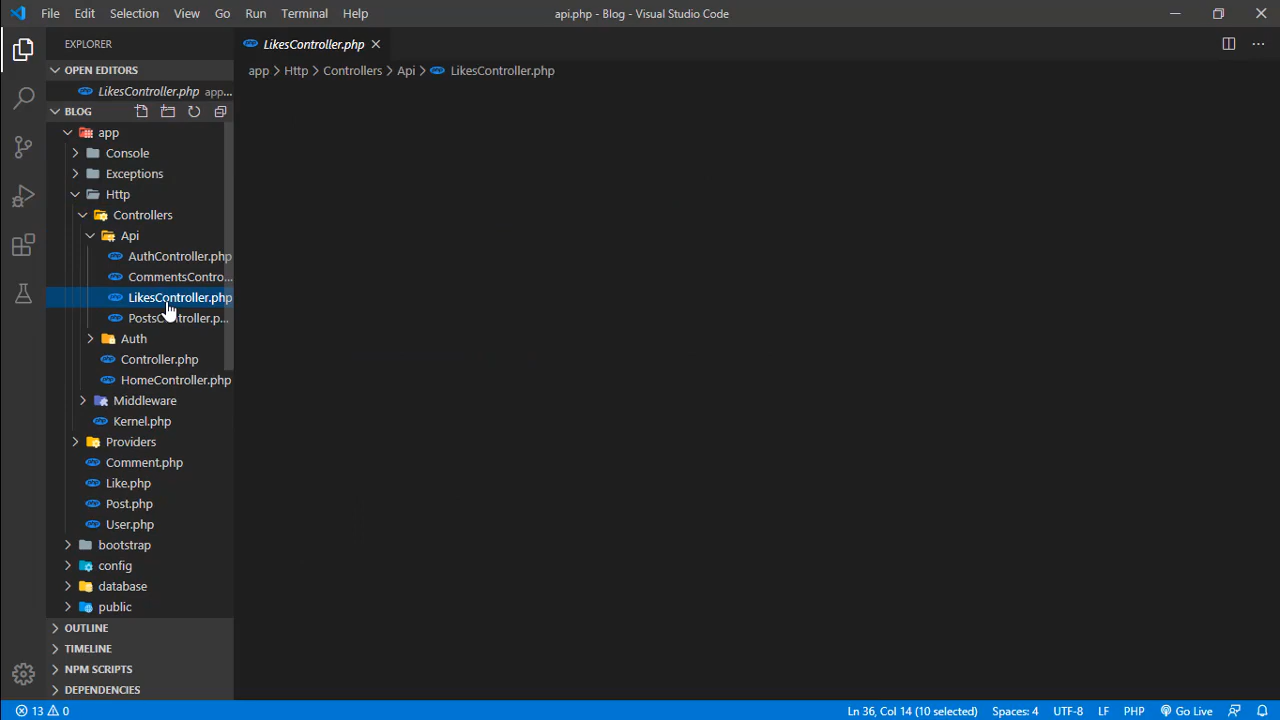 File Edit Selection View Go Run Terminal Help
api.php - Blog - Visual Studio Code
EXPLORER
OPEN EDITORS
LikesController.php app...
BLOG
app
Console
Exceptions
Http
Controllers
Api
AuthController.php
CommentsContro...
LikesController.php
PostsController.p...
Auth
Controller.php
HomeController.php
Middleware
Kernel.php
Providers
Comment.php
Like.php
Post.php
User.php
bootstrap
config
database
public
OUTLINE
TIMELINE
NPM SCRIPTS
DEPENDENCIES
LikesController.php
app > Http > Controllers > Api > LikesController.php
13 0
Ln 36, Col 14 (10 selected) Spaces: 4 UTF-8 LF PHP Go Live